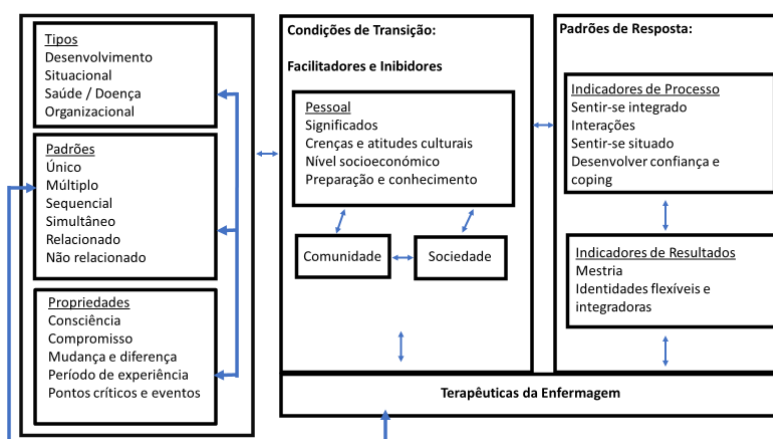 Tipos
Desenvolvimento
Situacional
Saúde / Doença
Organizacional
Padrões
Único
Múltiplo
Sequencial
Simultâneo
Relacionado
Não relacionado
Propriedades
Consciência
Compromisso
Mudança e diferença
Período de experiência
Pontos críticos e eventos
Condições de Transição:
Facilitadores e Inibidores
Pessoal
Significados
Crenças e atitudes culturais
Nível socioeconómico
Preparação e conhecimento
Comunidade
Sociedade
Padrões de Resposta:
Indicadores de Processo
Sentir-se integrado
Interações
Sentir-se situado
Desenvolver confiança e
coping
Indicadores de Resultados
Mestria
Identidades flexíveis e
integradoras
Terapêuticas da Enfermagem